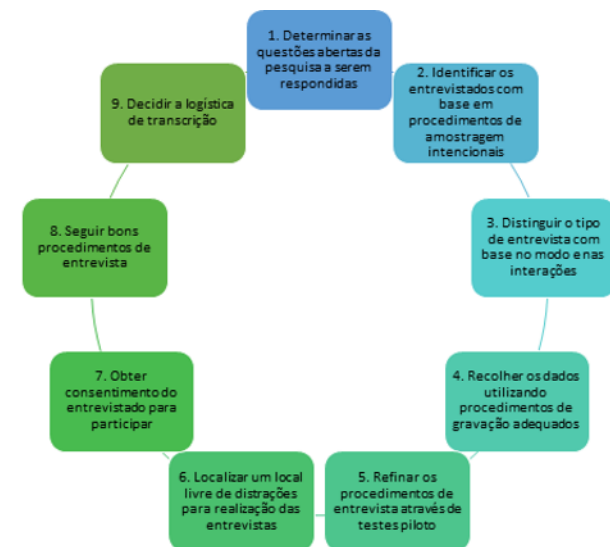 1. Determinar as
questões abertas da
pesquisa a serem
respondidas
2. Identificar os
entrevistados com
base em
procedimentos de
amostragem
intencionais
3. Distinguir o tipo
de entrevista com
base no modo e nas
interações
4. Recolher os dados
utilizando
procedimentos de
gravação adequados
5. Refinar os
procedimentos de
entrevista através de
testes piloto
6. Localizar um local
livre de distrações
para realização das
entrevistas
7. Obter
consentimento do
entrevistado para
participar
8. Seguir bons
procedimentos de
entrevista
9. Decidir a logística
de transcrição